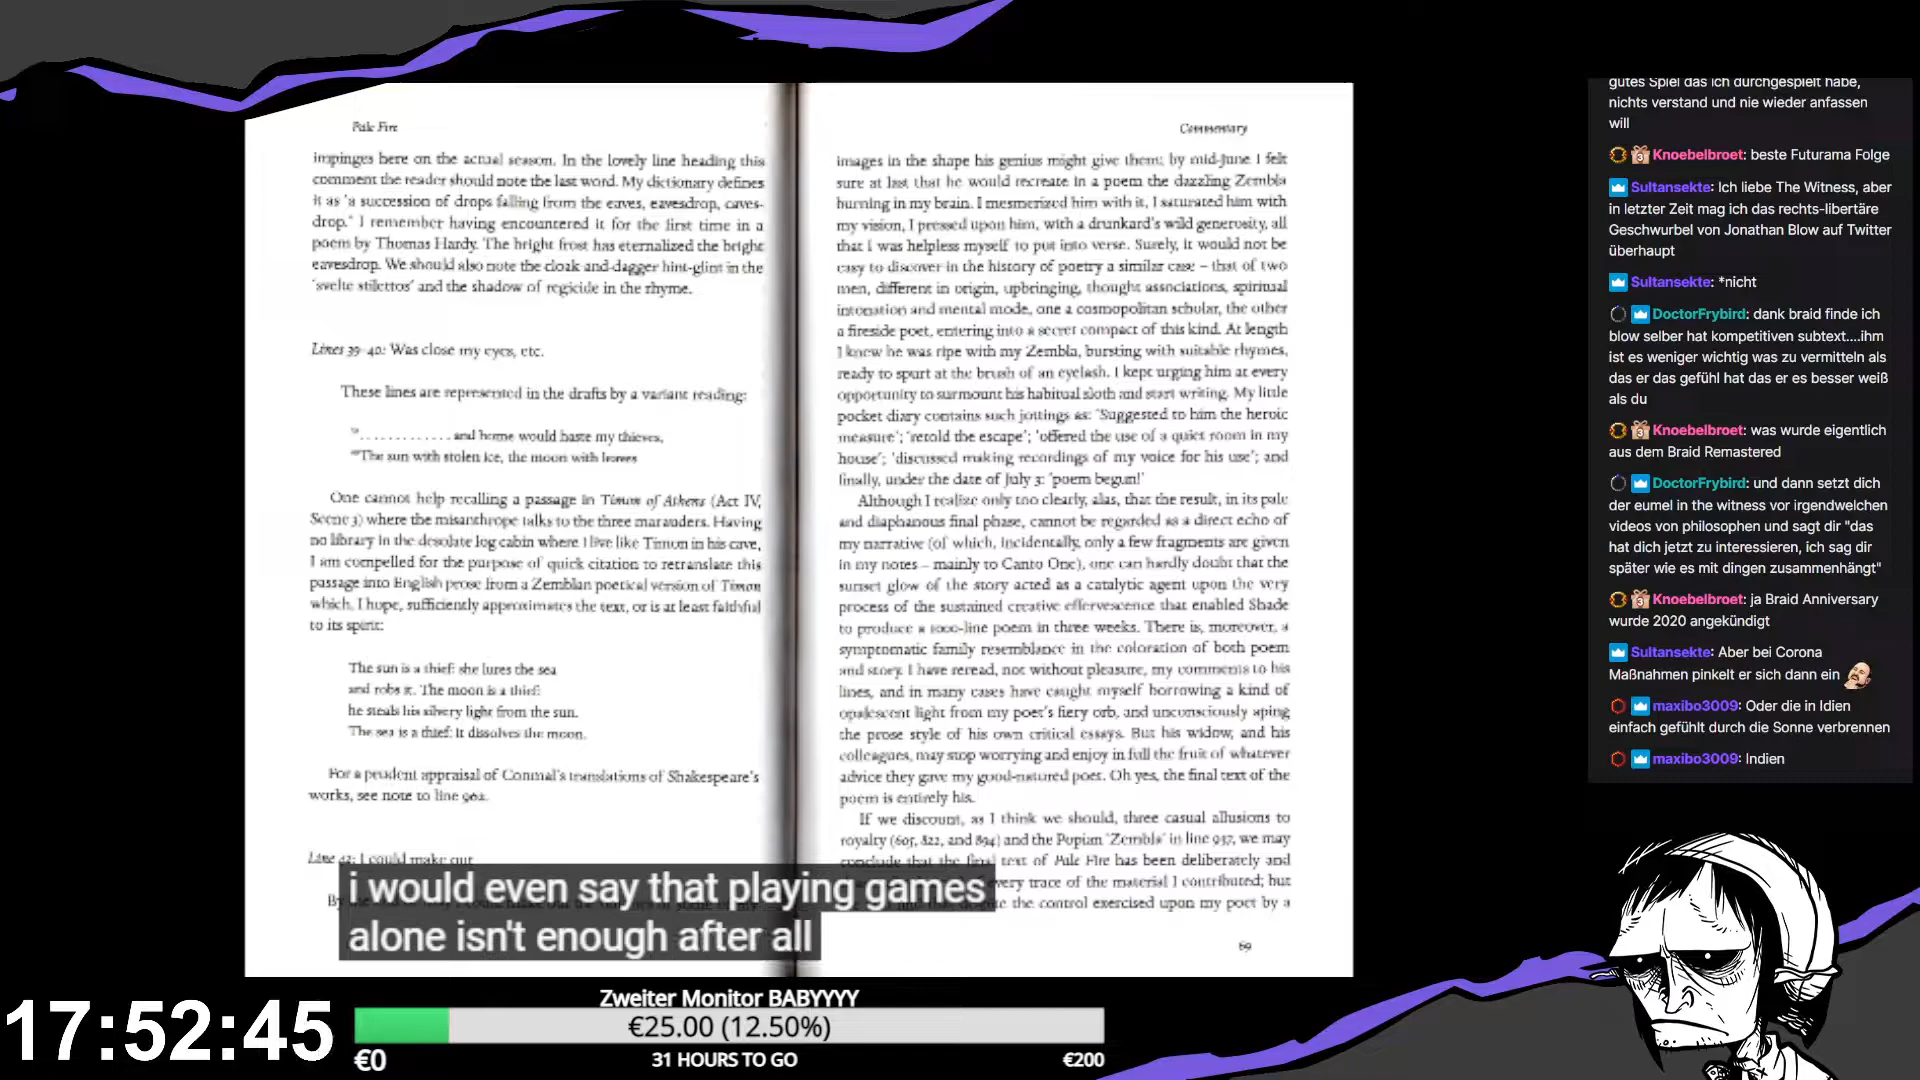 Pale Fire
impinges here on the actual season. In the lovely line heading this
comment the reader should note the last word. My dictionary defines
it as 'a succession of drops falling from the eaves, eavesdrop, caves-
drop.' I remember having encountered it for the first time in a
poem by Thomas Hardy. The bright frost has eternalized the bright
eavesdrop. We should also note the cloak-and-dagger hint-glint in the
'svelte stilettos' and the shadow of regicide in the rhyme.
Lines 39-40: Was close my eyes, etc.
These lines are represented in the drafts by a variant reading:
39 . . . . . . . . . . . . . and home would haste my thieves,
40 The sun with stolen ice, the moon with leaves
One cannot help recalling a passage in Timon of Athens (Act IV,
Scene 3) where the misanthrope talks to the three marauders. Having
no library in the desolate log cabin where I live like Timon in his cave,
I am compelled for the purpose of quick citation to retranslate this
passage into English prose from a Zemblan poetical version of Timon
which, I hope, sufficiently approximates the text, or is at least faithful
to its spirit:
The sun is a thief: she lures the sea
and robs it. The moon is a thief:
he steals his silvery light from the sun.
The sea is a thief: it dissolves the moon.
For a prudent appraisal of Conmal's translations of Shakespeare's
works, see note to line 962.
Line 42: I could make out
By
Commentary
images in the shape his genius might give them; by mid-June I felt
sure at last that he would recreate in a poem the dazzling Zembla
burning in my brain. I mesmerized him with it, I saturated him with
my vision, I pressed upon him, with a drunkard's wild generosity, all
that I was helpless myself to put into verse. Surely, it would not be
easy to discover in the history of poetry a similar case – that of two
men, different in origin, upbringing, thought associations, spiritual
intonation and mental mode, one a cosmopolitan scholar, the other
a fireside poet, entering into a secret compact of this kind. At length
I knew he was ripe with my Zembla, bursting with suitable rhymes,
ready to spurt at the brush of an eyelash. I kept urging him at every
opportunity to surmount his habitual sloth and start writing. My little
pocket diary contains such jottings as: 'Suggested to him the heroic
measure'; 'retold the escape'; 'offered the use of a quiet room in my
house'; 'discussed making recordings of my voice for his use'; and
finally, under the date of July 3: 'poem begun!'
Although I realize only too clearly, alas, that the result, in its pale
and diaphanous final phase, cannot be regarded as a direct echo of
my narrative (of which, incidentally, only a few fragments are given
in my notes – mainly to Canto One), one can hardly doubt that the
sunset glow of the story acted as a catalytic agent upon the very
process of the sustained creative effervescence that enabled Shade
to produce a 1000-line poem in three weeks. There is, moreover, a
symptomatic family resemblance in the coloration of both poem
and story. I have reread, not without pleasure, my comments to his
lines, and in many cases have caught myself borrowing a kind of
opalescent light from my poet's fiery orb, and unconsciously aping
the prose style of his own critical essays. But his widow, and his
colleagues, may stop worrying and enjoy in full the fruit of whatever
advice they gave my good-natured poet. Oh yes, the final text of the
poem is entirely his.
If we discount, as I think we should, three casual allusions to
royalty (605, 822, and 894) and the Popian 'Zembla' in line 937, we may
conclude that the final text of Pale Fire has been deliberately and
every trace of the material I contributed; but
the control exercised upon my poet by a
69
i would even say that playing games
alone isn't enough after all
17:52:45
Zweiter Monitor BABYYYY
€25.00 (12.50%)
€0
31 HOURS TO GO
€200
gutes Spiel das ich durchgespielt habe,
nichts verstand und nie wieder anfassen
will
Knoebelbroet: beste Futurama Folge
Sultansekte: Ich liebe The Witness, aber
in letzter Zeit mag ich das rechts-libertäre
Geschwurbel von Jonathan Blow auf Twitter
überhaupt
Sultansekte: *nicht
DoctorFrybird: dank braid finde ich
blow selber hat kompetitiven subtext....ihm
ist es weniger wichtig was zu vermitteln als
das er das gefühl hat das er es besser weiß
als du
Knoebelbroet: was wurde eigentlich
aus dem Braid Remastered
DoctorFrybird: und dann setzt dich
der eumel in the witness vor irgendwelchen
videos von philosophen und sagt dir "das
hat dich jetzt zu interessieren, ich sag dir
später wie es mit dingen zusammenhängt"
Knoebelbroet: ja Braid Anniversary
wurde 2020 angekündigt
Sultansekte: Aber bei Corona
Maßnahmen pinkelt er sich dann ein
maxibo3009: Oder die in Idien
einfach gefühlt durch die Sonne verbrennen
maxibo3009: Indien